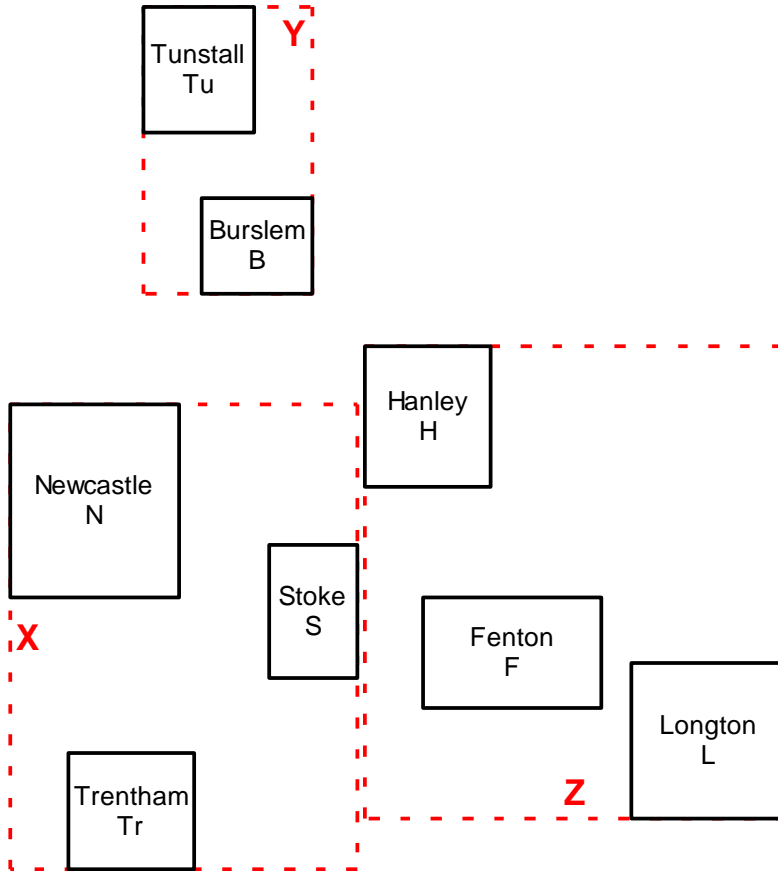 Y
Tunstall
Tu
Burslem
B
Hanley
H
Newcastle
N
Stoke
S
X
Fenton
F
Longton
L
Trentham
Tr
Z